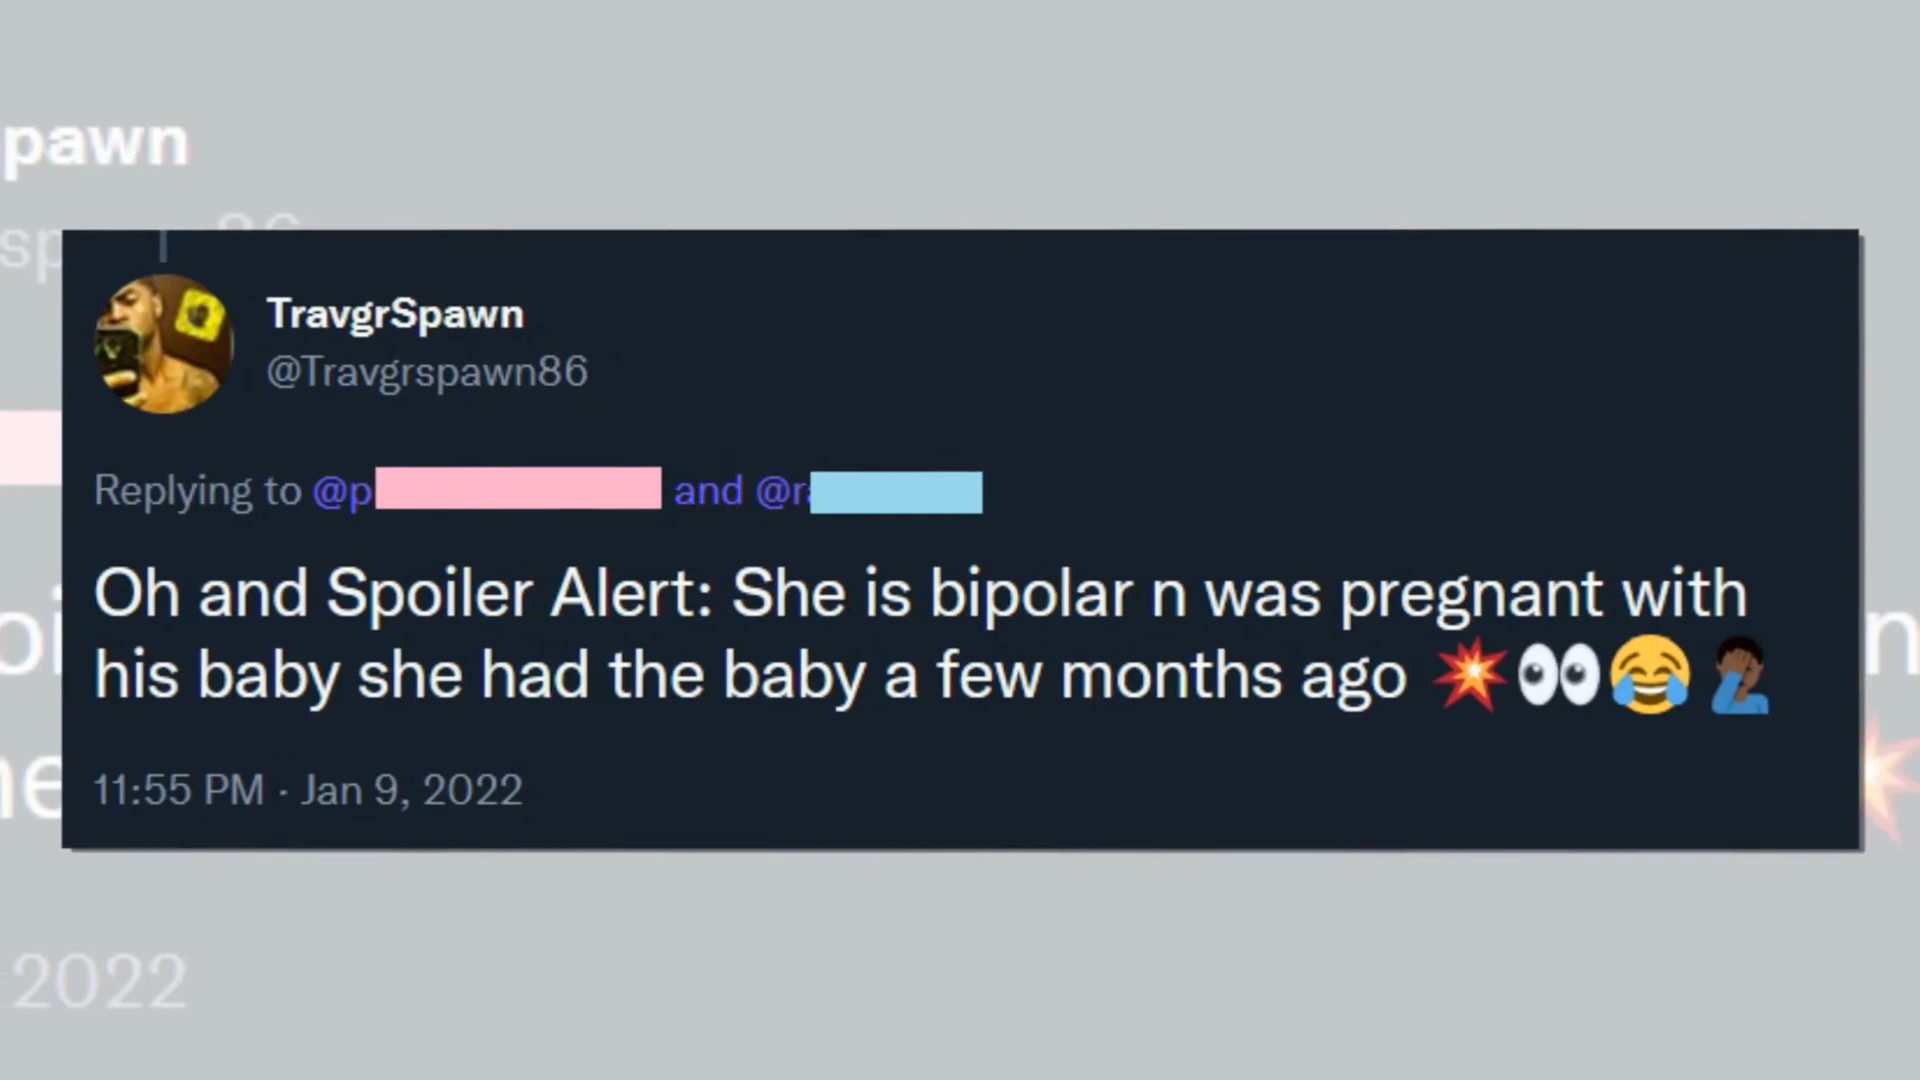 pawn
TravgrSpawn
@Travgrspawn86
Replying to @p and @r
Oh and Spoiler Alert: She is bipolar n was pregnant with
his baby she had the baby a few months ago 💥👀😂🤦🏿‍♂️
11:55 PM · Jan 9, 2022
2022